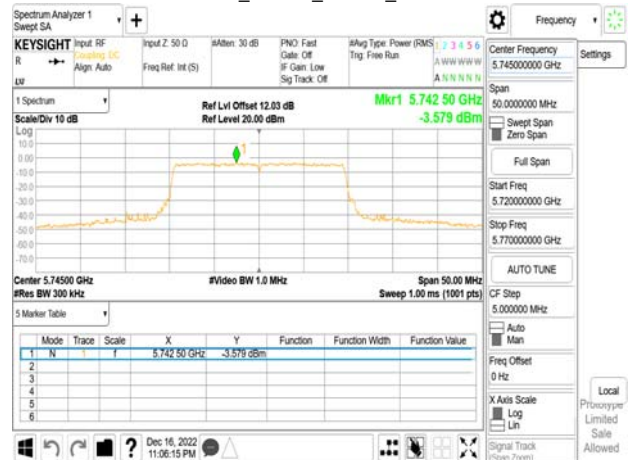 Spectrum Analyzer 1
Swept SA
+
Frequency
KEYSIGHT
R
LXI
Input: RF
Coupling: DC
Align: Auto
Input Z: 50 Ω
Freq Ref: Int (S)
#Atten: 30 dB
PNO: Fast
Gate: Off
IF Gain: Low
Sig Track: Off
#Avg Type: Power (RMS
Trig: Free Run
1 2 3 4 5 6
A WW WW W
A N N N N N
1 Spectrum
Scale/Div 10 dB
Log
Ref Lvl Offset 12.03 dB
Ref Level 20.00 dBm
Mkr1 5.742 50 GHz
-3.579 dBm
1
10.0
0.00
-10.0
-20.0
-30.0
-40.0
-50.0
-60.0
-70.0
Center 5.74500 GHz
#Res BW 300 kHz
#Video BW 1.0 MHz
Span 50.00 MHz
Sweep 1.00 ms (1001 pts)
5 Marker Table
Mode Trace Scale X Y Function Function Width Function Value
1 N 1 f 5.742 50 GHz -3.579 dBm
2
3
4
5
6
?
Dec 16, 2022
11:06:15 PM
Center Frequency
5.745000000 GHz
Settings
Span
50.0000000 MHz
Swept Span
Zero Span
Full Span
Start Freq
5.720000000 GHz
Stop Freq
5.770000000 GHz
AUTO TUNE
CF Step
5.000000 MHz
Auto
Man
Freq Offset
0 Hz
X Axis Scale
Log
Lin
Signal Track
(Span Zoom)
Local
Prototype
Limited
Sale
Allowed